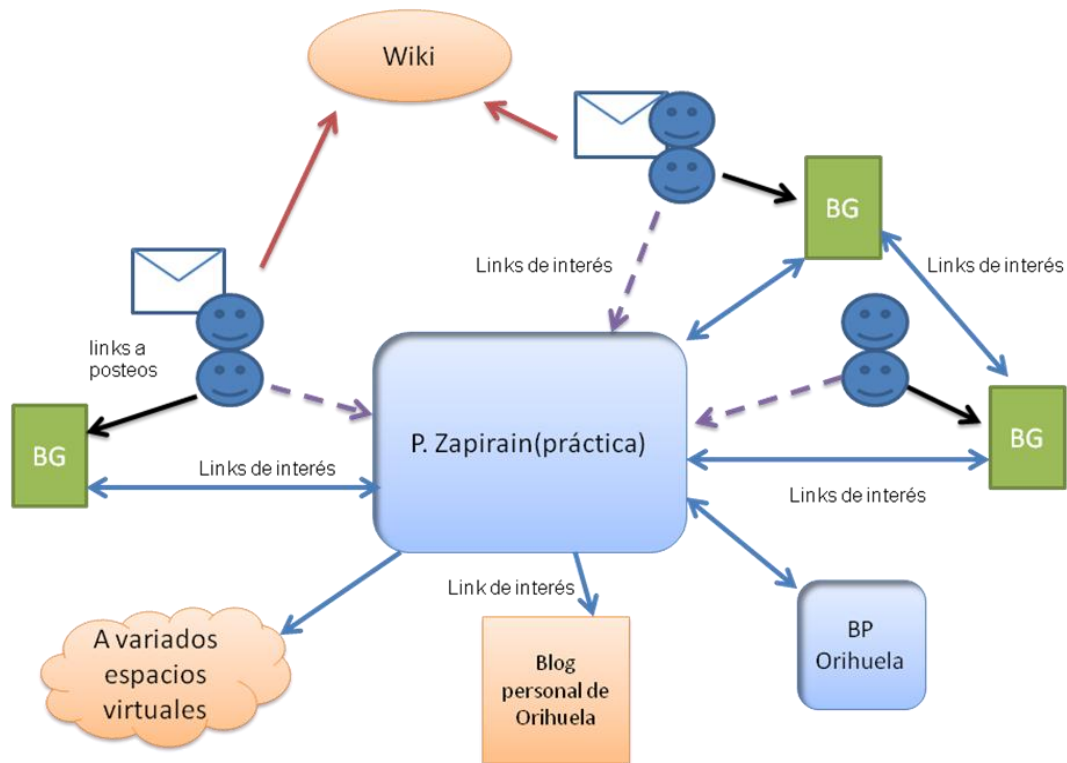 Wiki
BG
Links de interés
Links de interés
links a
posteos
P. Zapirain(práctica)
BG
BG
Links de interés
Links de interés
Link de interés
A variados
espacios
virtuales
Blog
personal de
Orihuela
BP
Orihuela